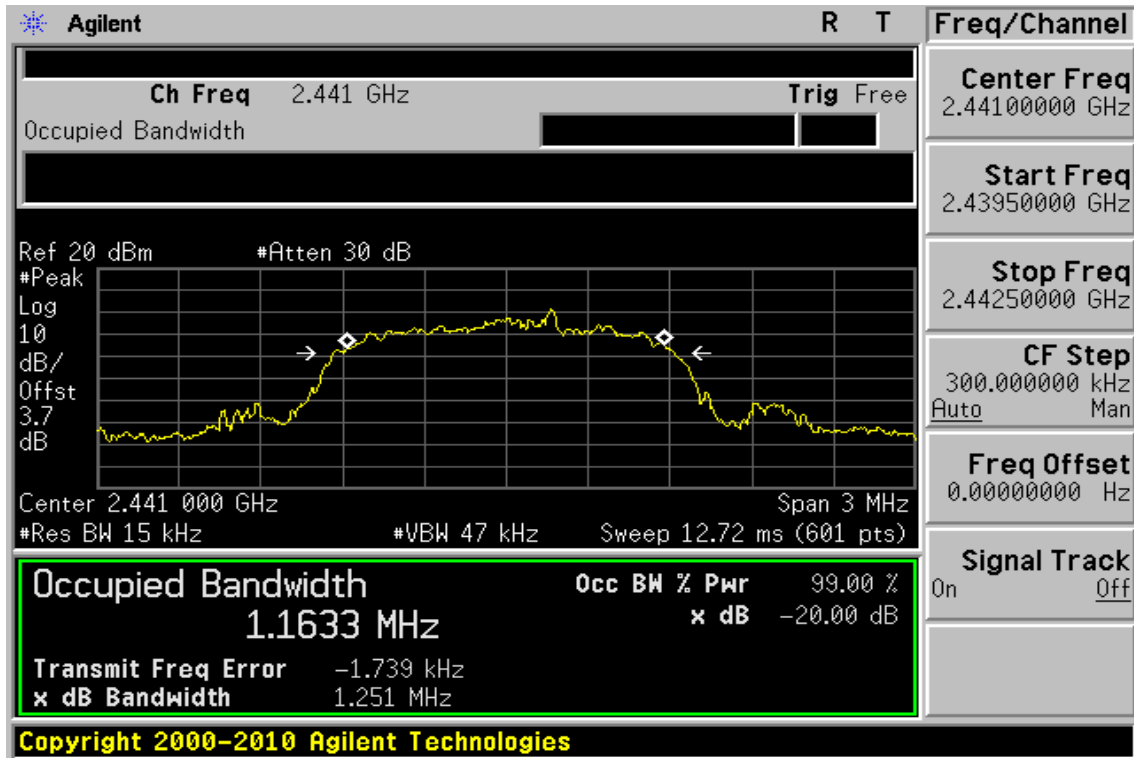 Agilent R T
Freq/Channel
Ch Freq 2.441 GHz Trig Free
Occupied Bandwidth
Center Freq
2.44100000 GHz
Start Freq
2.43950000 GHz
Stop Freq
2.44250000 GHz
CF Step
300.000000 kHz
Auto Man
Freq Offset
0.00000000 Hz
Signal Track
On Off
Ref 20 dBm #Atten 30 dB
#Peak
Log
10
dB/
Offst
3.7
dB
Center 2.441 000 GHz Span 3 MHz
#Res BW 15 kHz #VBW 47 kHz Sweep 12.72 ms (601 pts)
Occupied Bandwidth
1.1633 MHz
Occ BW % Pwr 99.00 %
x dB -20.00 dB
Transmit Freq Error -1.739 kHz
x dB Bandwidth 1.251 MHz
Copyright 2000-2010 Agilent Technologies